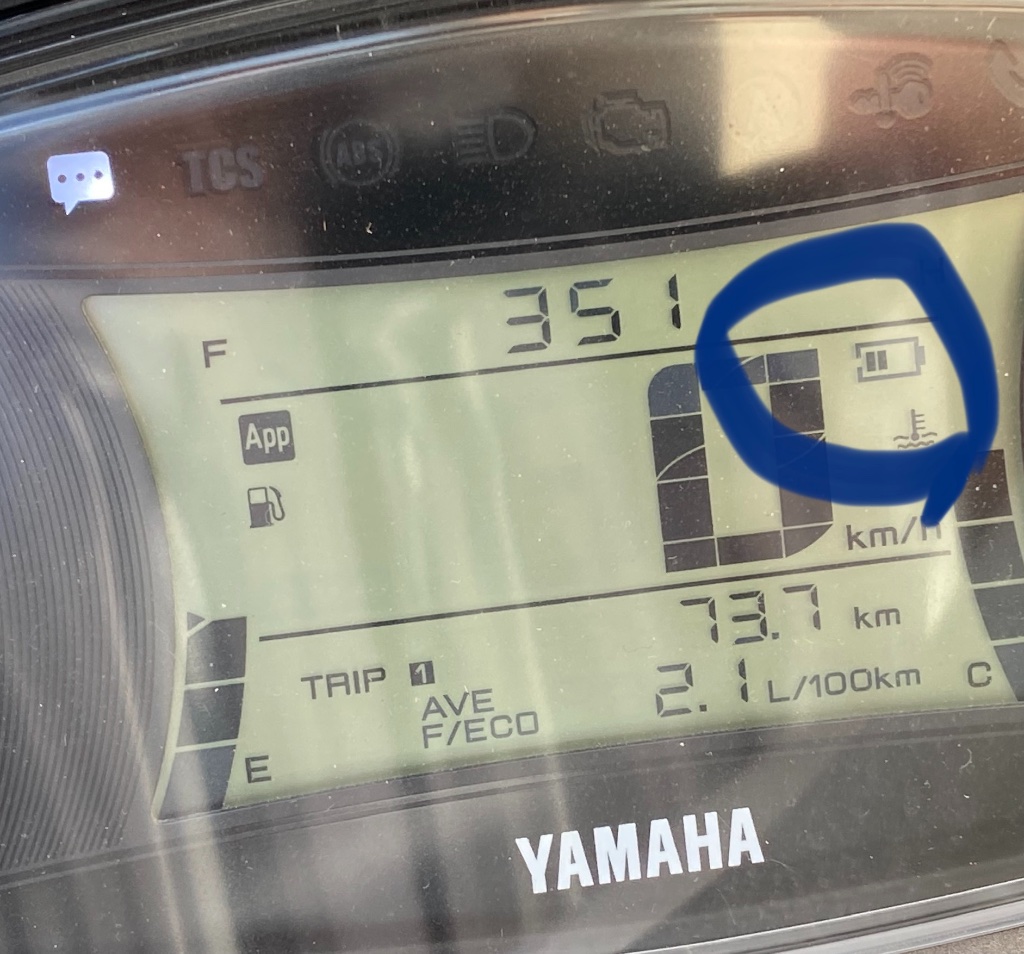 TCS
ABS
A
F
351
App
0
km/h
73.7 km
TRIP 1
2.1 L/100km
C
AVE
F/ECO
E
YAMAHA